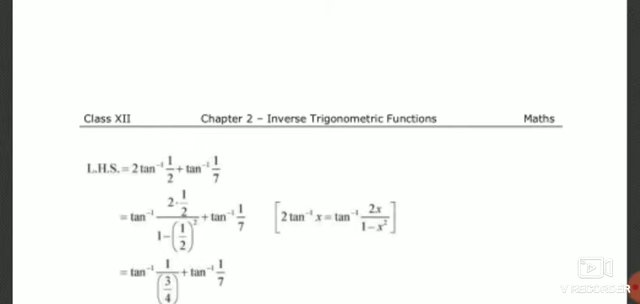 Class XII Chapter 2 – Inverse Trigonometric Functions Maths
L.H.S. = 2 tan⁻¹ 1/2 + tan⁻¹ 1/7
= tan⁻¹ (2·1/2)/(1−(1/2)²) + tan⁻¹ 1/7 [2 tan⁻¹ x = tan⁻¹ 2x/(1−x²)]
= tan⁻¹ 1/(3/4) + tan⁻¹ 1/7
V RECORDER